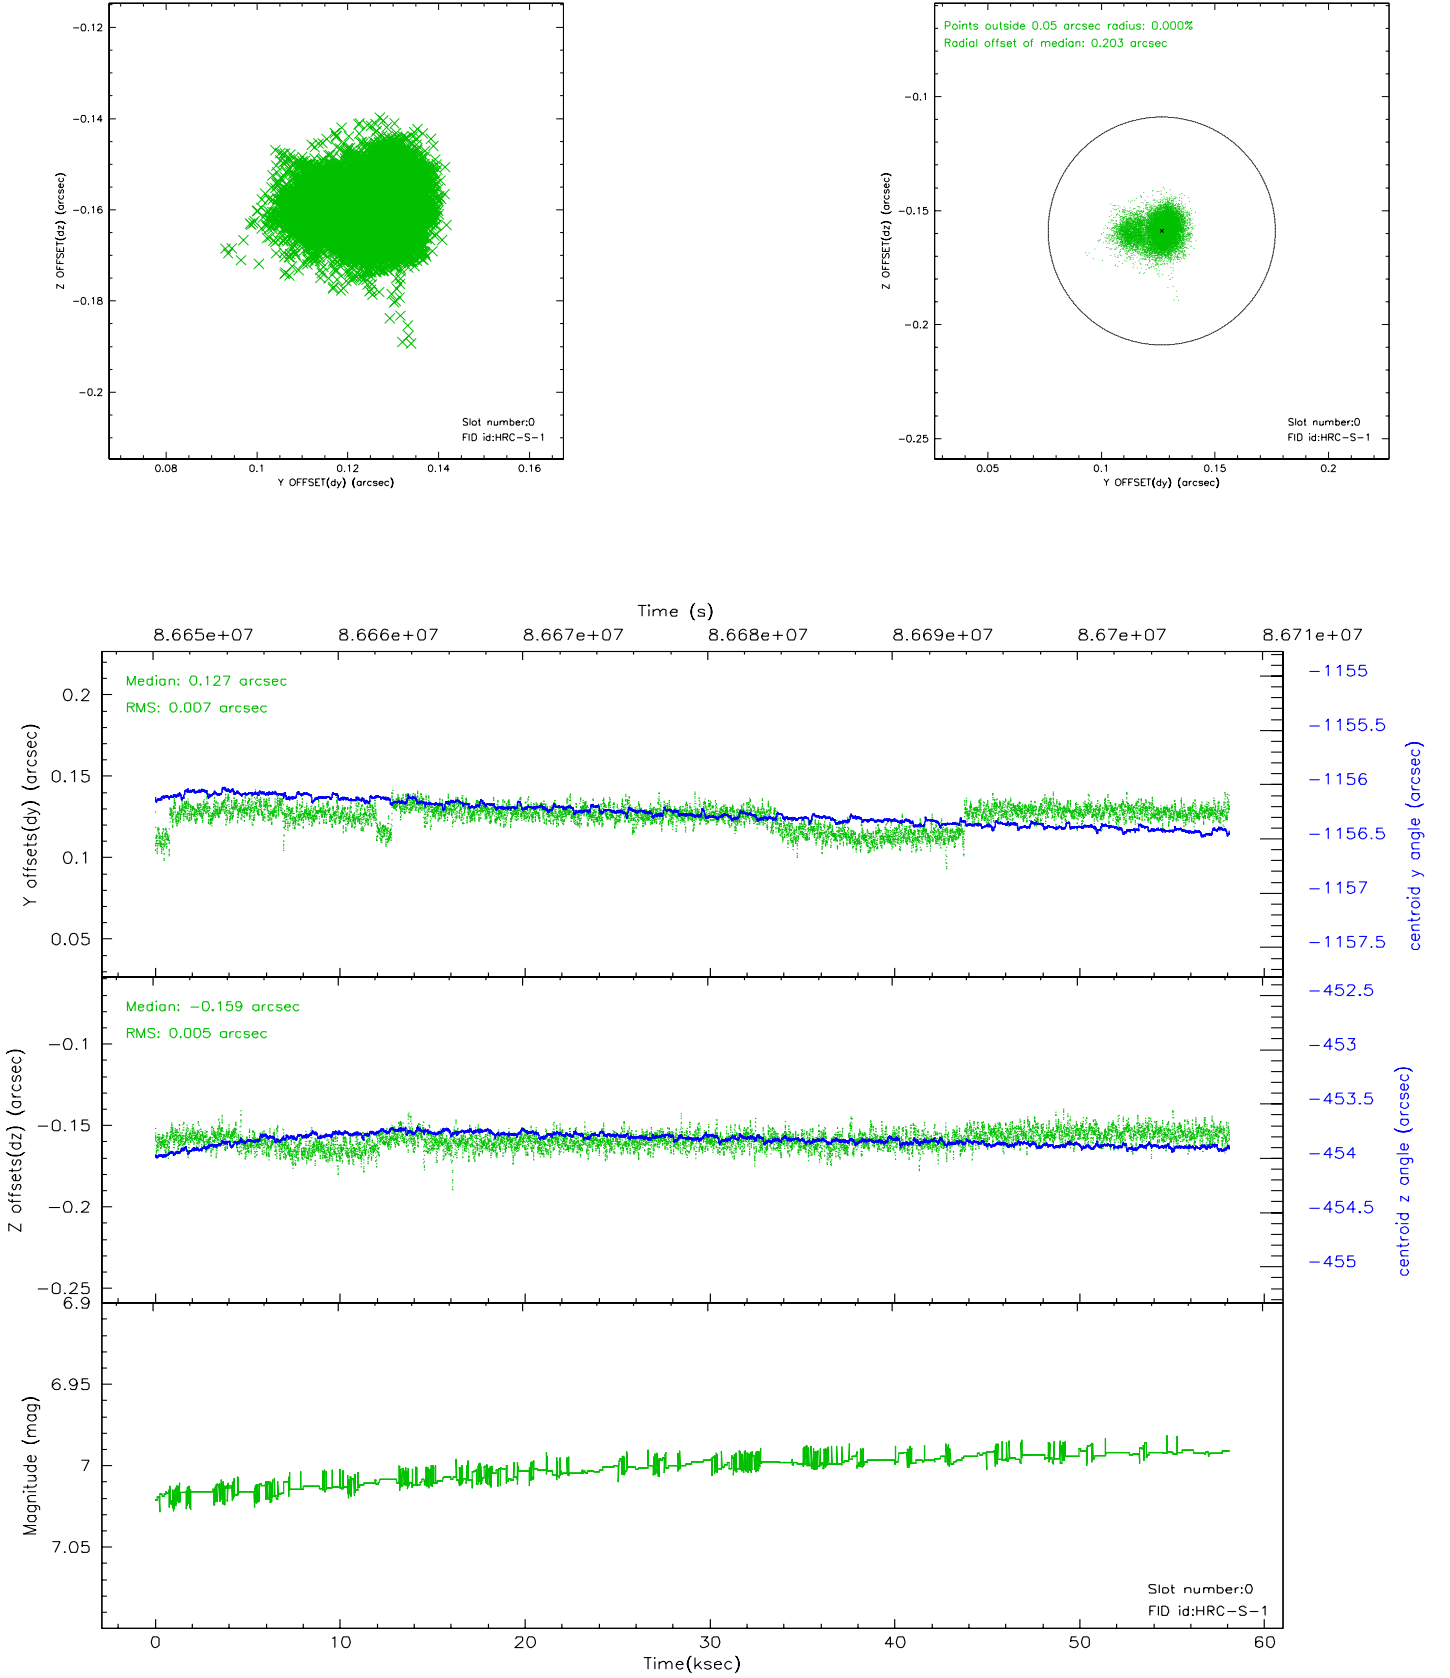 -0.12
-0.14
-0.16
-0.18
-0.2
Z OFFSET(dz) (arcsec)
Slot number:0
FID id:HRC-S-1
0.08 0.1 0.12 0.14 0.16
Y OFFSET(dy) (arcsec)
Points outside 0.05 arcsec radius: 0.000%
Radial offset of median: 0.203 arcsec
-0.1
-0.15
-0.2
-0.25
Z OFFSET(dz) (arcsec)
Slot number:0
FID id:HRC-S-1
0.05 0.1 0.15 0.2
Y OFFSET(dy) (arcsec)
Time (s)
8.665e+07 8.666e+07 8.667e+07 8.668e+07 8.669e+07 8.67e+07 8.671e+07
Median: 0.127 arcsec
RMS: 0.007 arcsec
0.2
0.15
0.1
0.05
Y offsets(dy) (arcsec)
-1155
-1155.5
-1156
-1156.5
-1157
-1157.5
centroid y angle (arcsec)
Median: -0.159 arcsec
RMS: 0.005 arcsec
-0.1
-0.15
-0.2
-0.25
Z offsets(dz) (arcsec)
-452.5
-453
-453.5
-454
-454.5
-455
centroid z angle (arcsec)
6.9
6.95
7
7.05
Magnitude (mag)
Slot number:0
FID id:HRC-S-1
0 10 20 30 40 50 60
Time(ksec)